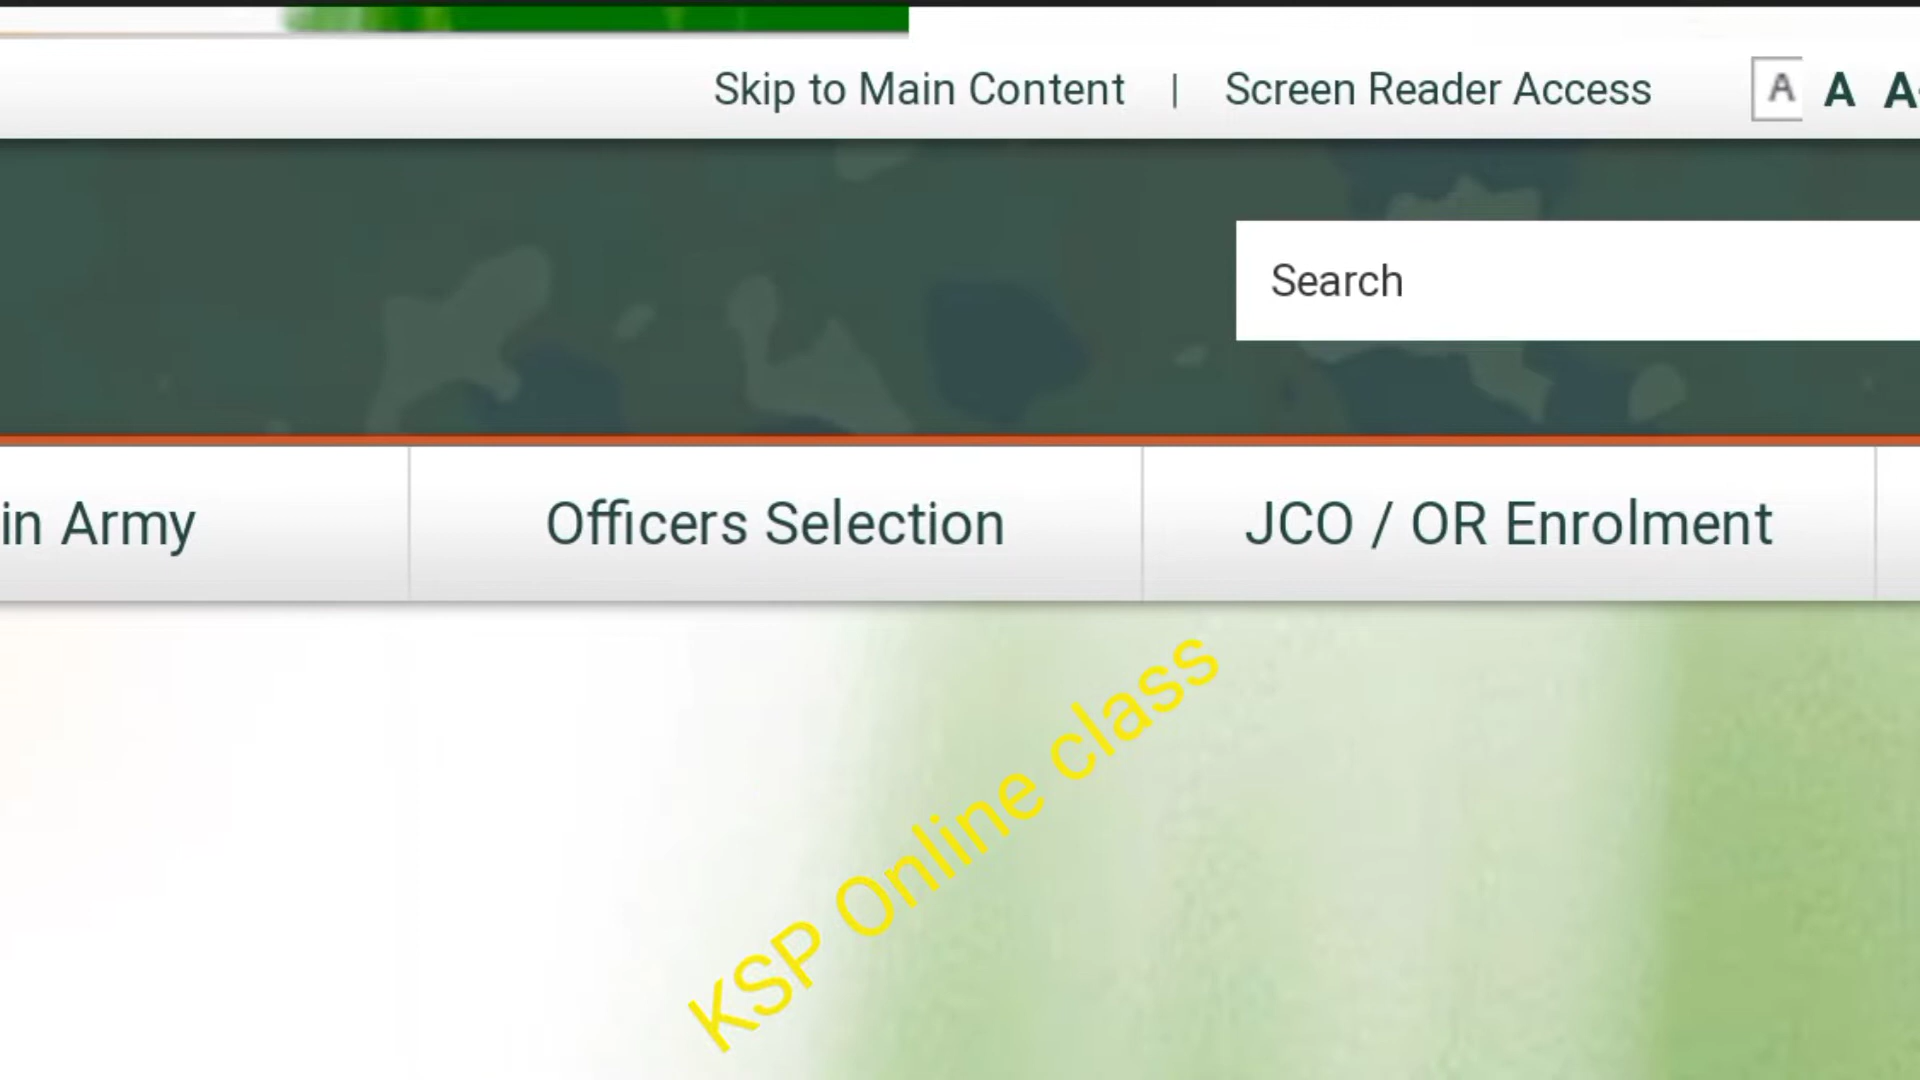 Skip to Main Content | Screen Reader Access A A
Search
in Army Officers Selection JCO / OR Enrolment
KSP Online class